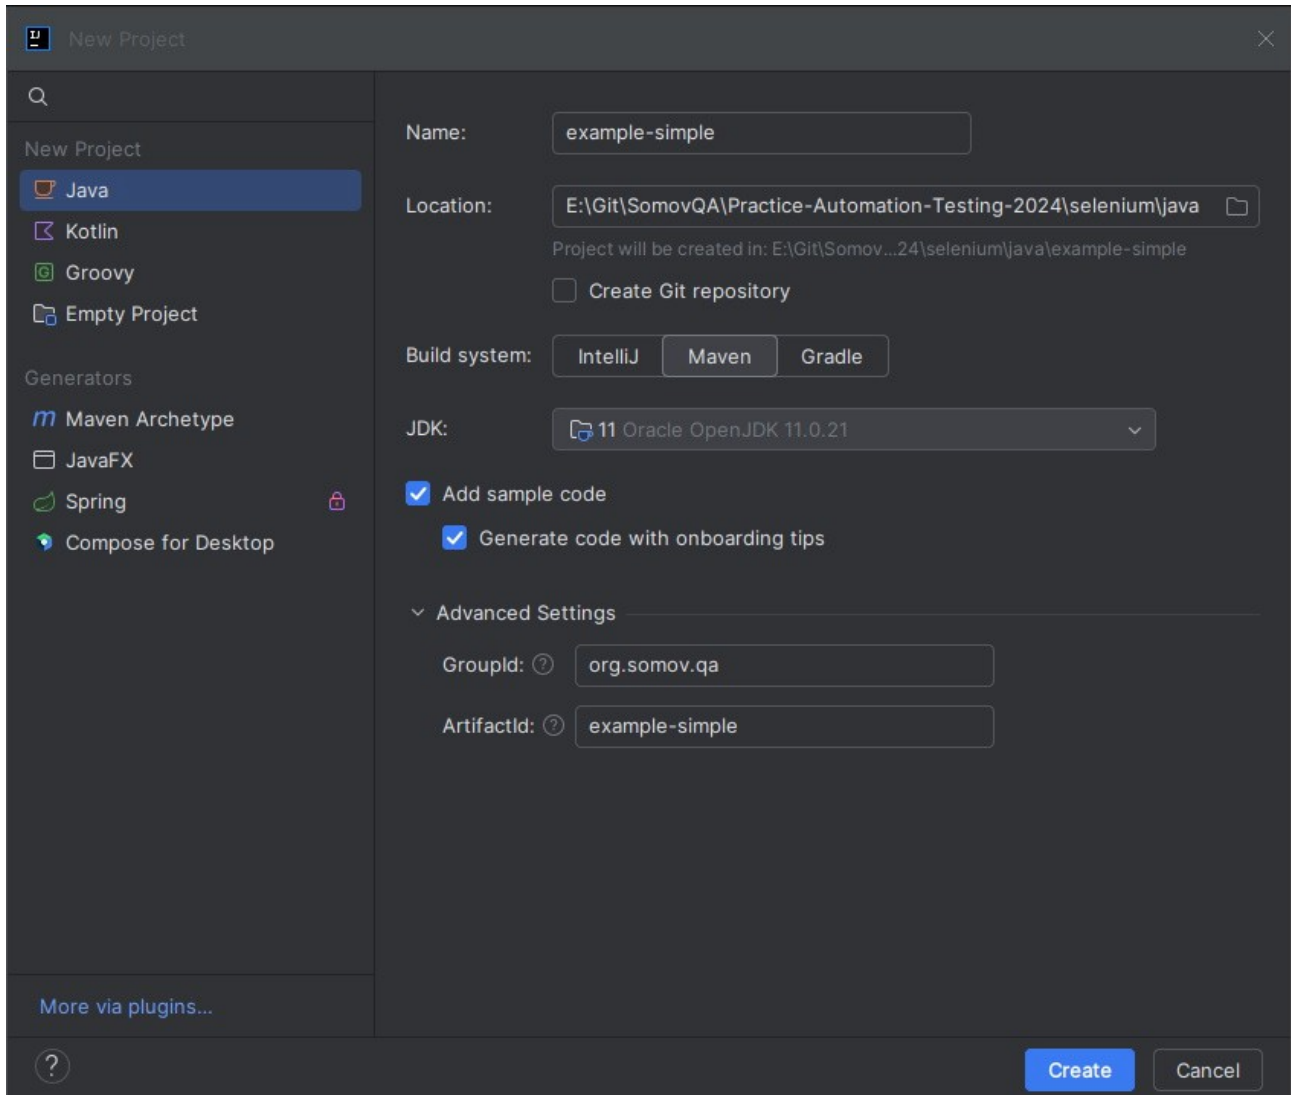 IJ New Project
New Project
Java
Kotlin
Groovy
Empty Project
Generators
m Maven Archetype
JavaFX
Spring
Compose for Desktop
More via plugins...
?
Name: example-simple
Location: E:\Git\SomovQA\Practice-Automation-Testing-2024\selenium\java
Project will be created in: E:\Git\Somov...24\selenium\java\example-simple
Create Git repository
Build system: IntelliJ Maven Gradle
JDK: 11 Oracle OpenJDK 11.0.21
Add sample code
Generate code with onboarding tips
Advanced Settings
GroupId: ? org.somov.qa
ArtifactId: ? example-simple
Create Cancel